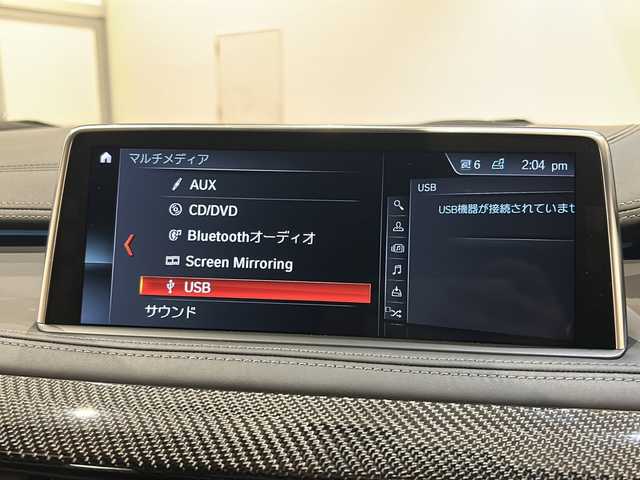 マルチメディア
6 2:04 pm
AUX
CD/DVD
Bluetoothオーディオ
Screen Mirroring
USB
サウンド
USB
USB機器が接続されていませ